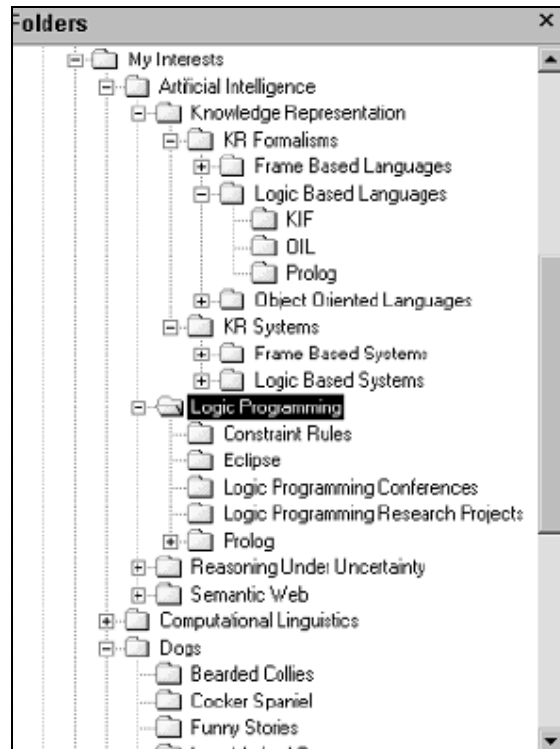 Folders
My Interests
Artificial Intelligence
Knowledge Representation
KR Formalisms
Frame Based Languages
Logic Based Languages
KIF
OIL
Prolog
Object Oriented Languages
KR Systems
Frame Based Systems
Logic Based Systems
Logic Programming
Constraint Rules
Eclipse
Logic Programming Conferences
Logic Programming Research Projects
Prolog
Reasoning Under Uncertainty
Semantic Web
Computational Linguistics
Dogs
Bearded Collies
Cocker Spaniel
Funny Stories